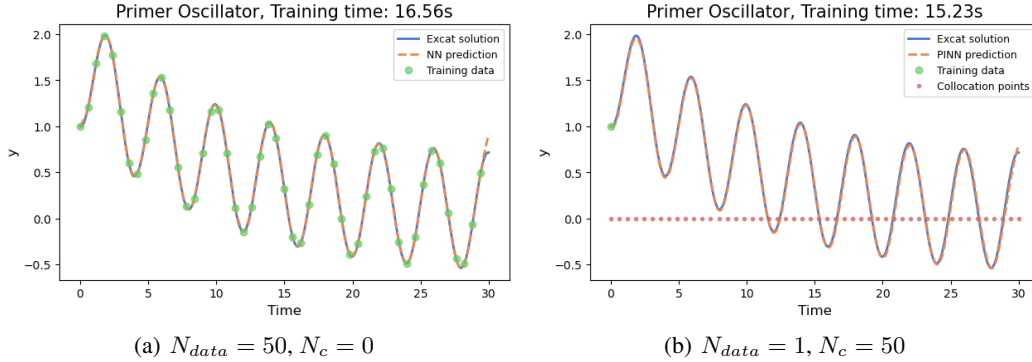 Primer Oscillator, Training time: 16.56s
2.0
1.5
1.0
0.5
0.0
−0.5
y
0 5 10 15 20 25 30
Time
Excat solution
NN prediction
Training data
(a) N_data = 50, N_c = 0
Primer Oscillator, Training time: 15.23s
2.0
1.5
1.0
0.5
0.0
−0.5
y
0 5 10 15 20 25 30
Time
Excat solution
PINN prediction
Training data
Collocation points
(b) N_data = 1, N_c = 50